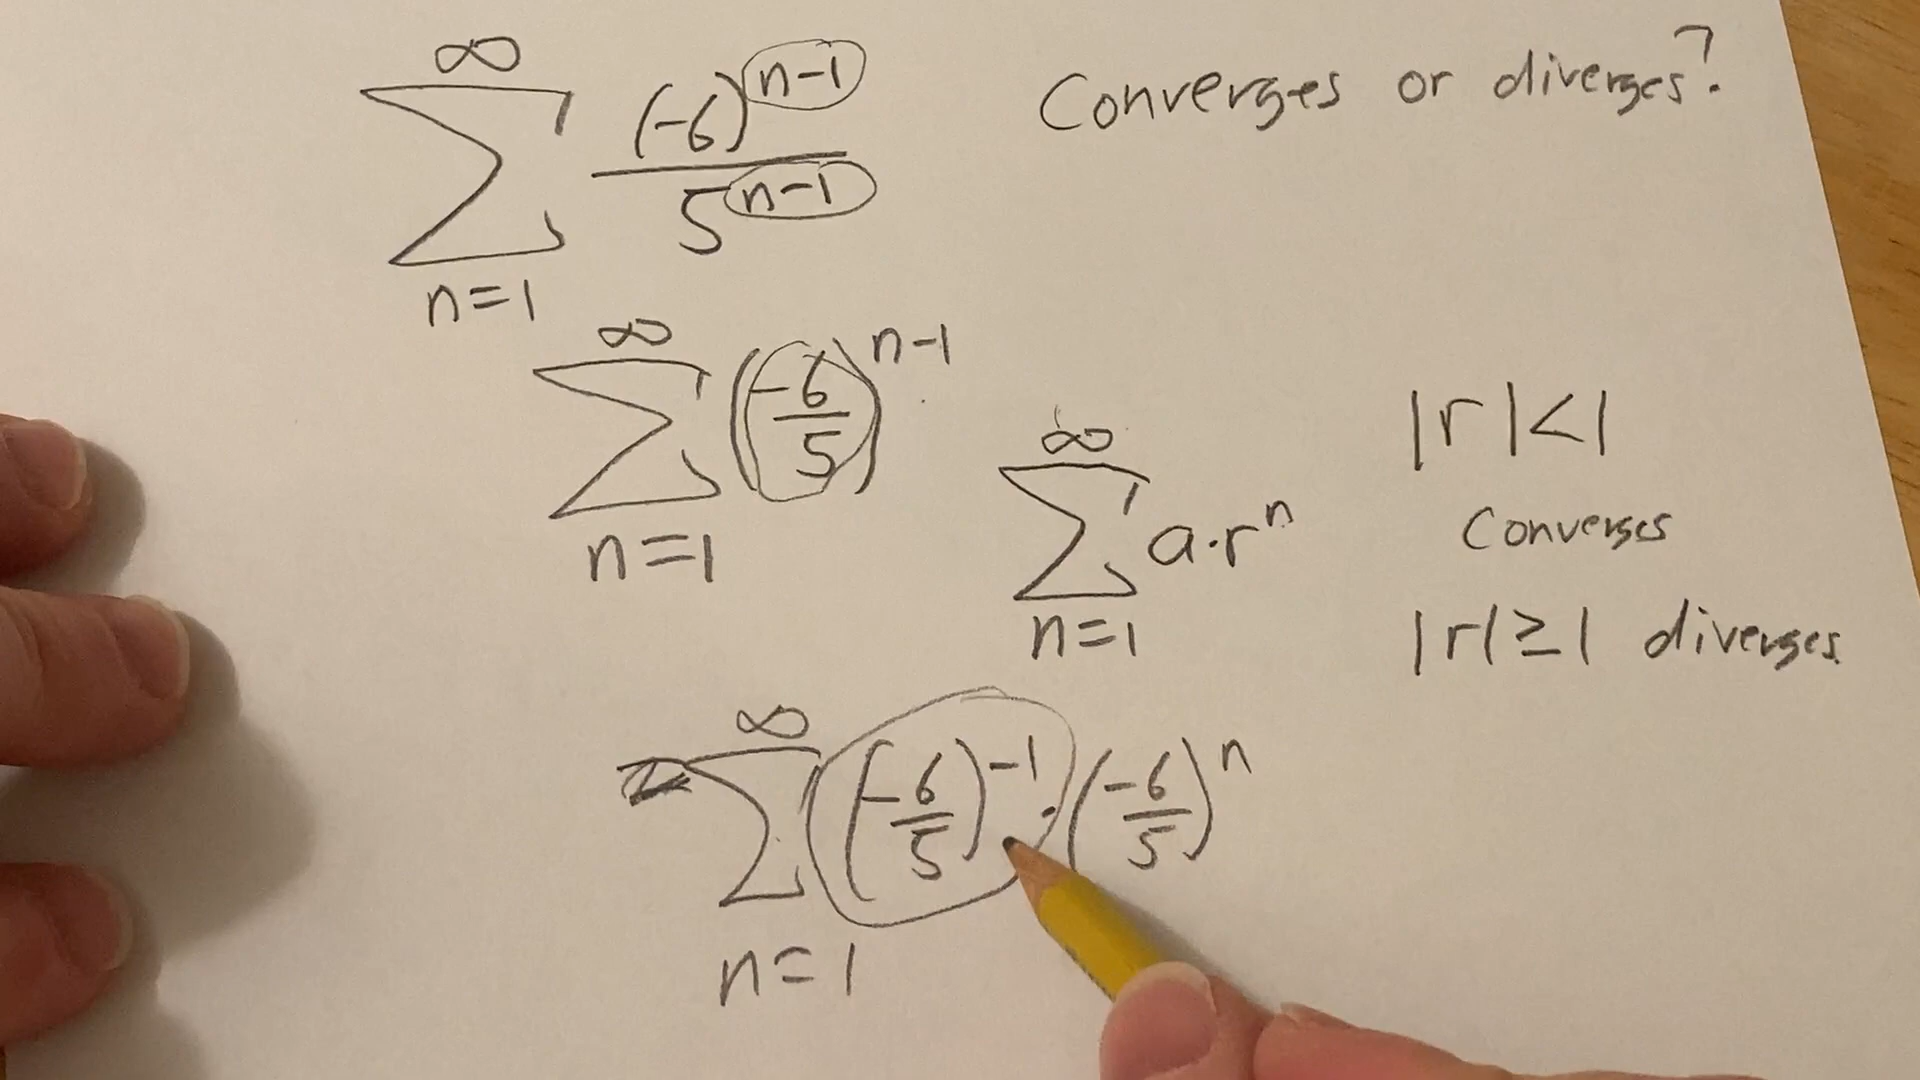 ∞
∑ (-6)^(n-1) / 5^(n-1) Converges or diverges?
n=1
∞
∑ (-6/5)^(n-1)
n=1
∞
∑ a·r^n
n=1
|r|<1
Converges
|r|≥1 diverges
∞
∑ (-6/5)^(-1) · (-6/5)^n
n=1